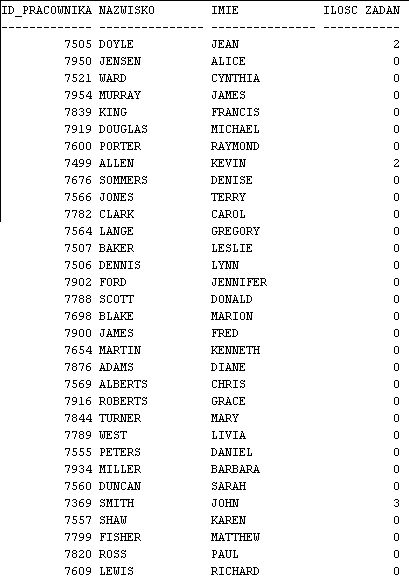 ID_PRACOWNIKA NAZWISKO IMIE ILOSC ZADAN
------------- --------------- --------------- ------------
7505 DOYLE JEAN 2
7950 JENSEN ALICE 0
7521 WARD CYNTHIA 0
7954 MURRAY JAMES 0
7839 KING FRANCIS 0
7919 DOUGLAS MICHAEL 0
7600 PORTER RAYMOND 0
7499 ALLEN KEVIN 2
7676 SOMMERS DENISE 0
7566 JONES TERRY 0
7782 CLARK CAROL 0
7564 LANGE GREGORY 0
7507 BAKER LESLIE 0
7506 DENNIS LYNN 0
7902 FORD JENNIFER 0
7788 SCOTT DONALD 0
7698 BLAKE MARION 0
7900 JAMES FRED 0
7654 MARTIN KENNETH 0
7876 ADAMS DIANE 0
7569 ALBERTS CHRIS 0
7916 ROBERTS GRACE 0
7844 TURNER MARY 0
7789 WEST LIVIA 0
7555 PETERS DANIEL 0
7934 MILLER BARBARA 0
7560 DUNCAN SARAH 0
7369 SMITH JOHN 3
7557 SHAW KAREN 0
7799 FISHER MATTHEW 0
7820 ROSS PAUL 0
7609 LEWIS RICHARD 0